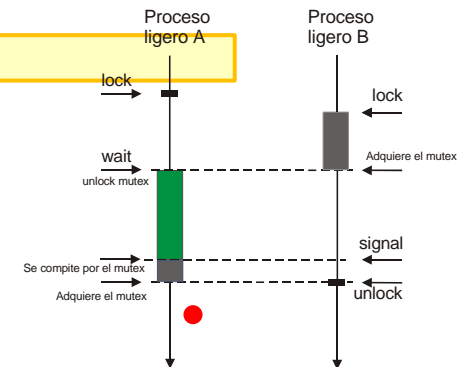 Proceso
ligero A
Proceso
ligero B
lock
lock
wait
unlock mutex
Adquiere el mutex
signal
Se compite por el mutex
Adquiere el mutex
unlock